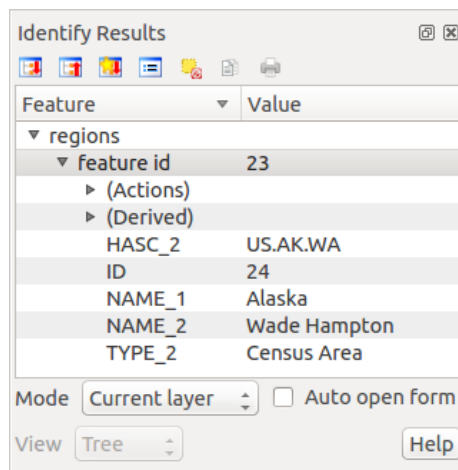 Identify Results
Feature Value
regions
feature id 23
(Actions)
(Derived)
HASC_2 US.AK.WA
ID 24
NAME_1 Alaska
NAME_2 Wade Hampton
TYPE_2 Census Area
Mode Current layer Auto open form
View Tree Help